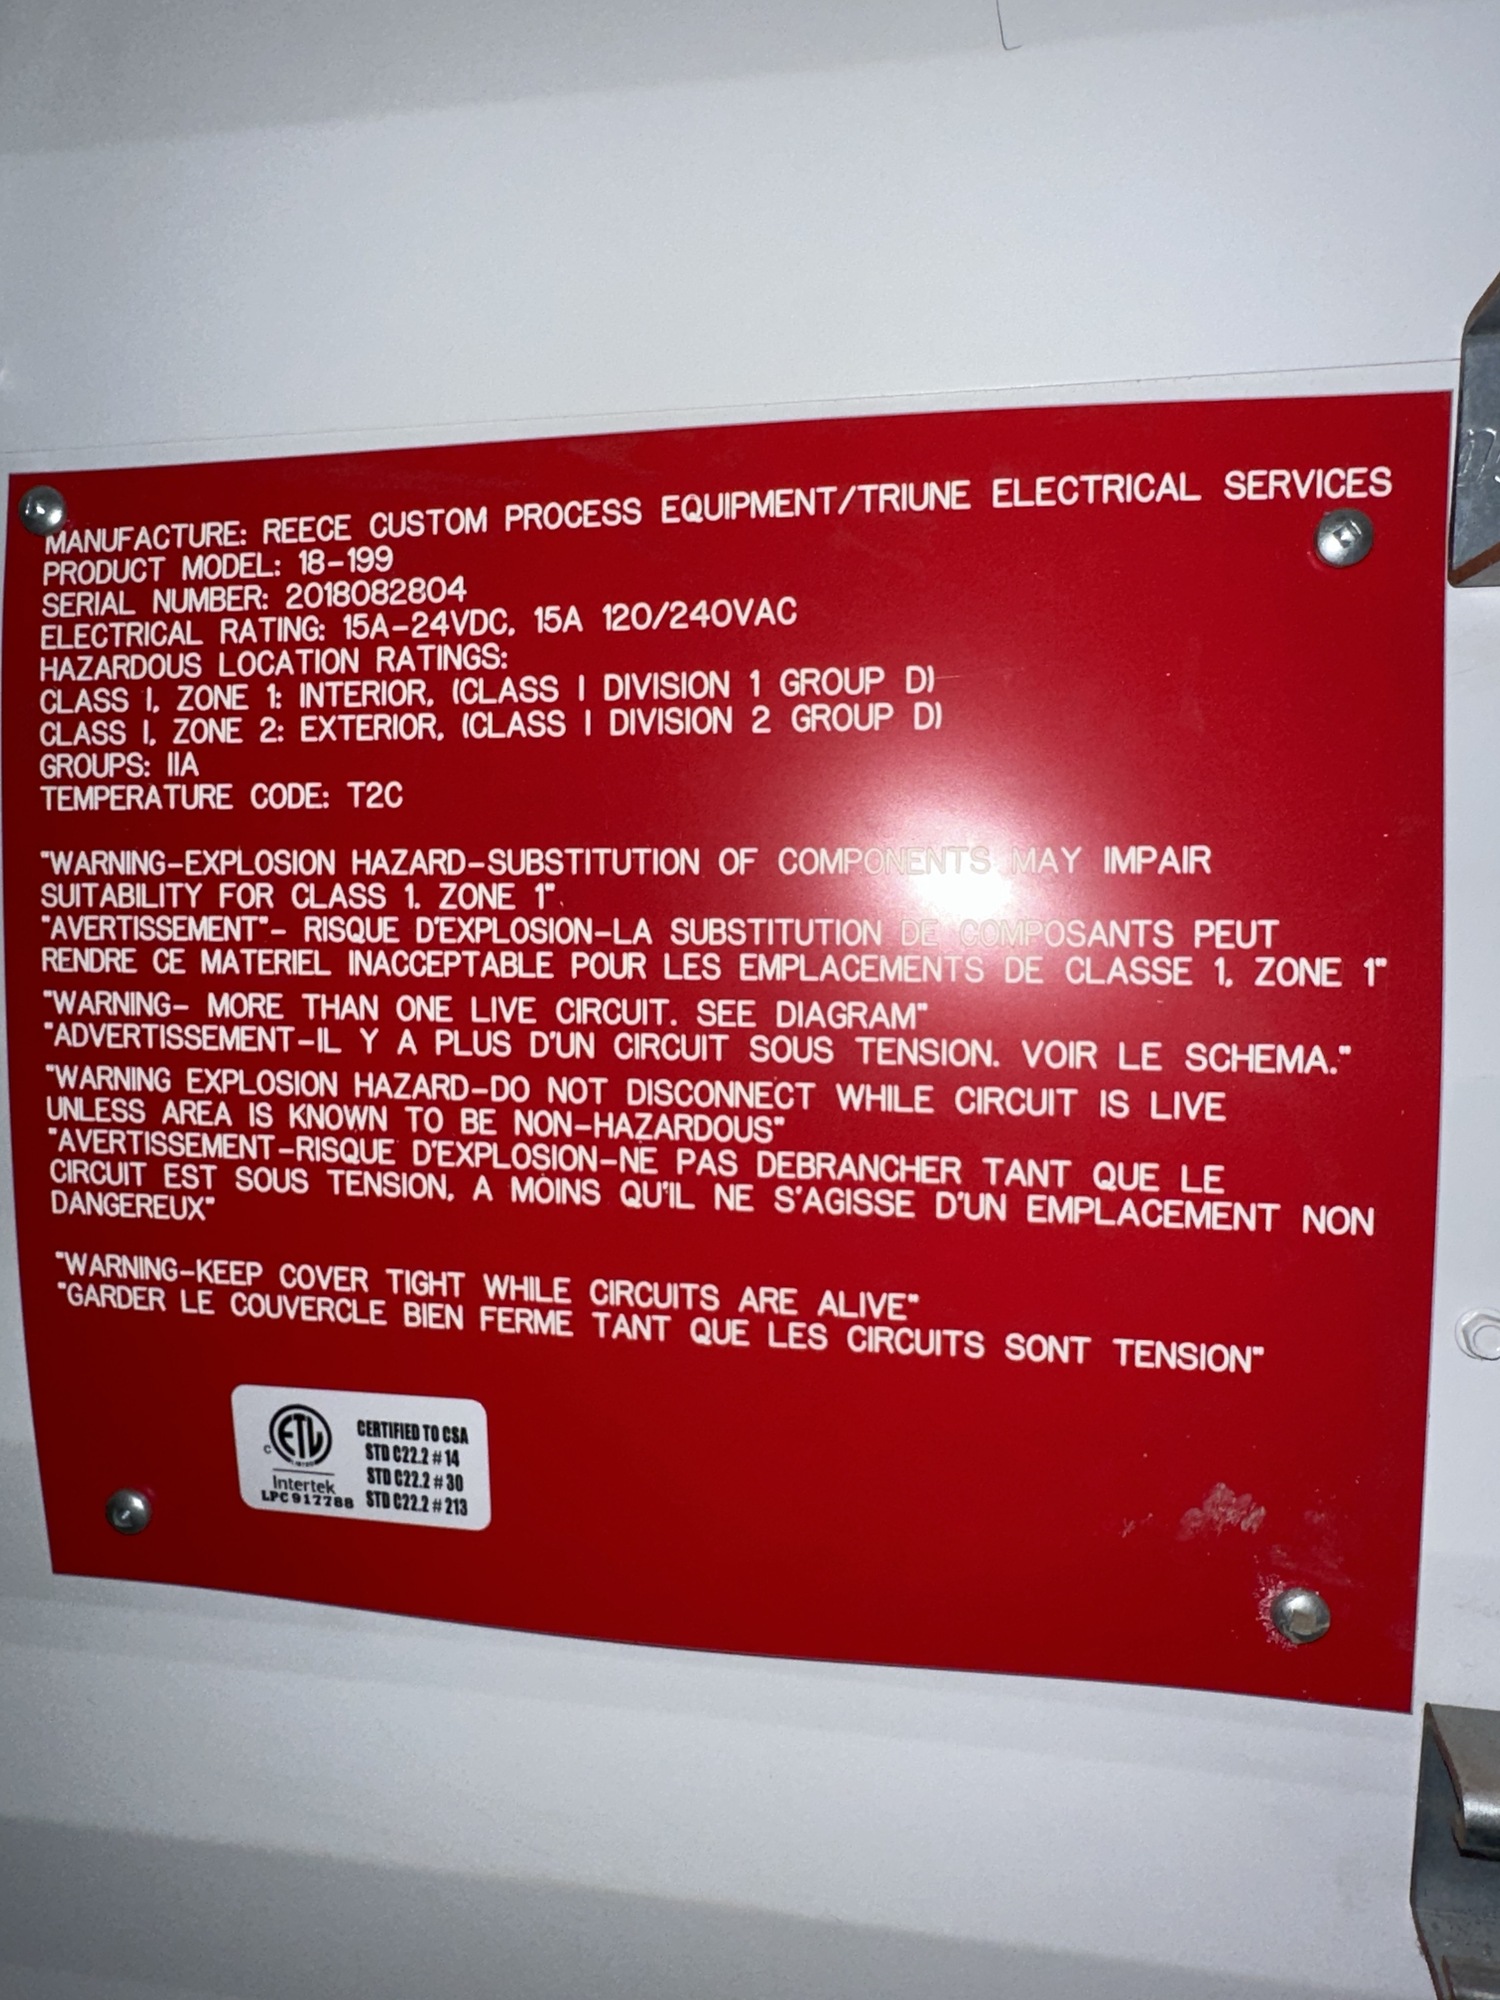 MANUFACTURE: REECE CUSTOM PROCESS EQUIPMENT/TRIUNE ELECTRICAL SERVICES
PRODUCT MODEL: 18-199
SERIAL NUMBER: 2018082804
ELECTRICAL RATING: 15A-24VDC, 15A 120/240VAC
HAZARDOUS LOCATION RATINGS:
CLASS I, ZONE 1: INTERIOR, (CLASS I DIVISION 1 GROUP D)
CLASS I, ZONE 2: EXTERIOR, (CLASS I DIVISION 2 GROUP D)
GROUPS: IIA
TEMPERATURE CODE: T2C
"WARNING-EXPLOSION HAZARD-SUBSTITUTION OF COMPONENTS MAY IMPAIR
SUITABILITY FOR CLASS 1, ZONE 1".
"AVERTISSEMENT"- RISQUE D'EXPLOSION-LA SUBSTITUTION DE COMPOSANTS PEUT
RENDRE CE MATERIEL INACCEPTABLE POUR LES EMPLACEMENTS DE CLASSE 1, ZONE 1"
"WARNING- MORE THAN ONE LIVE CIRCUIT. SEE DIAGRAM"
"ADVERTISSEMENT-IL Y A PLUS D'UN CIRCUIT SOUS TENSION. VOIR LE SCHEMA."
"WARNING EXPLOSION HAZARD-DO NOT DISCONNECT WHILE CIRCUIT IS LIVE
UNLESS AREA IS KNOWN TO BE NON-HAZARDOUS"
"AVERTISSEMENT-RISQUE D'EXPLOSION-NE PAS DEBRANCHER TANT QUE LE
CIRCUIT EST SOUS TENSION, A MOINS QU'IL NE S'AGISSE D'UN EMPLACEMENT NON
DANGEREUX"
"WARNING-KEEP COVER TIGHT WHILE CIRCUITS ARE ALIVE"
"GARDER LE COUVERCLE BIEN FERME TANT QUE LES CIRCUITS SONT TENSION"
C ETL
LISTED
Intertek
LPC917788
CERTIFIED TO CSA
STD C22.2 # 14
STD C22.2 # 30
STD C22.2 # 213